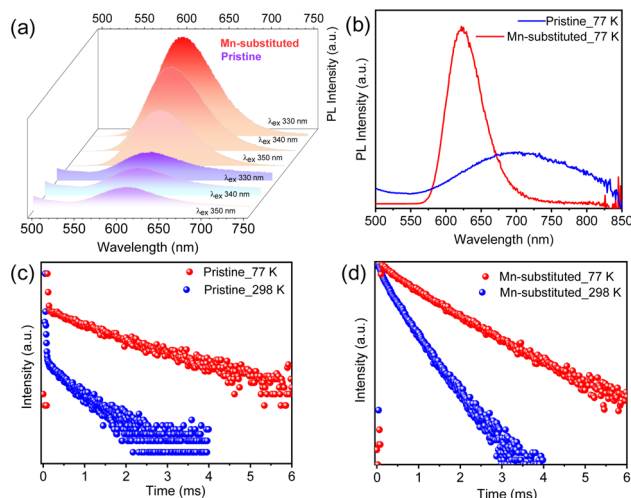 500 550 600 650 700 750
(a)
Mn-substituted
Pristine
PL Intensity (a.u.)
λex 330 nm
λex 340 nm
λex 350 nm
λex 330 nm
λex 340 nm
λex 350 nm
500 550 600 650 700 750
Wavelength (nm)
(b)
Pristine_77 K
Mn-substituted_77 K
PL Intensity (a.u.)
500 550 600 650 700 750 800 850
Wavelength (nm)
(c)
Pristine_77 K
Pristine_298 K
Intensity (a.u.)
0 1 2 3 4 5 6
Time (ms)
(d)
Mn-substituted_77 K
Mn-substituted_298 K
Intensity (a.u.)
0 2 4 6
Time (ms)